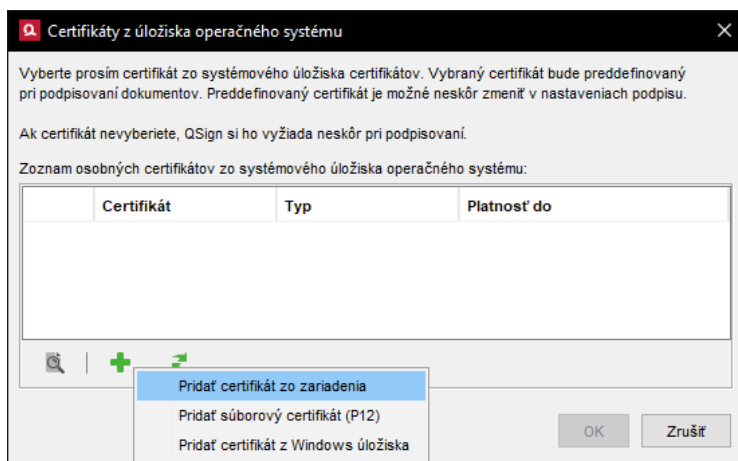 Certifikáty z úložiska operačného systému
Vyberte prosím certifikát zo systémového úložiska certifikátov. Vybraný certifikát bude preddefinovaný
pri podpisovaní dokumentov. Preddefinovaný certifikát je možné neskôr zmeniť v nastaveniach podpisu.
Ak certifikát nevyberiete, QSign si ho vyžiada neskôr pri podpisovaní.
Zoznam osobných certifikátov zo systémového úložiska operačného systému:
Certifikát Typ Platnosť do
Pridať certifikát zo zariadenia
Pridať súborový certifikát (P12)
Pridať certifikát z Windows úložiska
OK Zrušiť